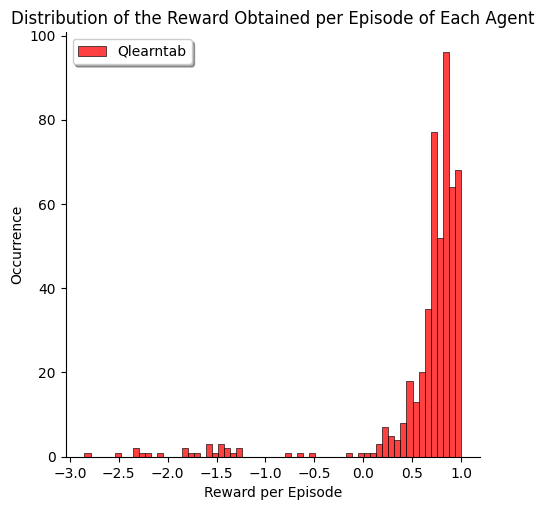 Distribution of the Reward Obtained per Episode of Each Agent
Qlearntab
100
80
60
40
20
0
Occurrence
−3.0 −2.5 −2.0 −1.5 −1.0 −0.5 0.0 0.5 1.0
Reward per Episode